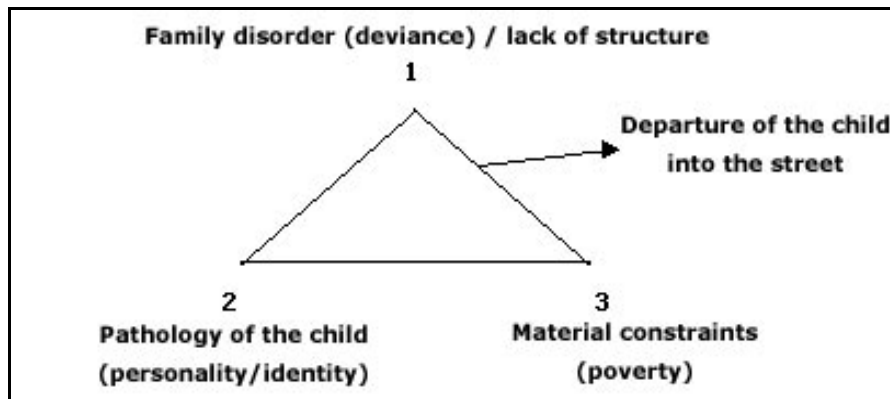 Family disorder (deviance) / lack of structure
1
Departure of the child
into the street
2
Pathology of the child
(personality/identity)
3
Material constraints
(poverty)